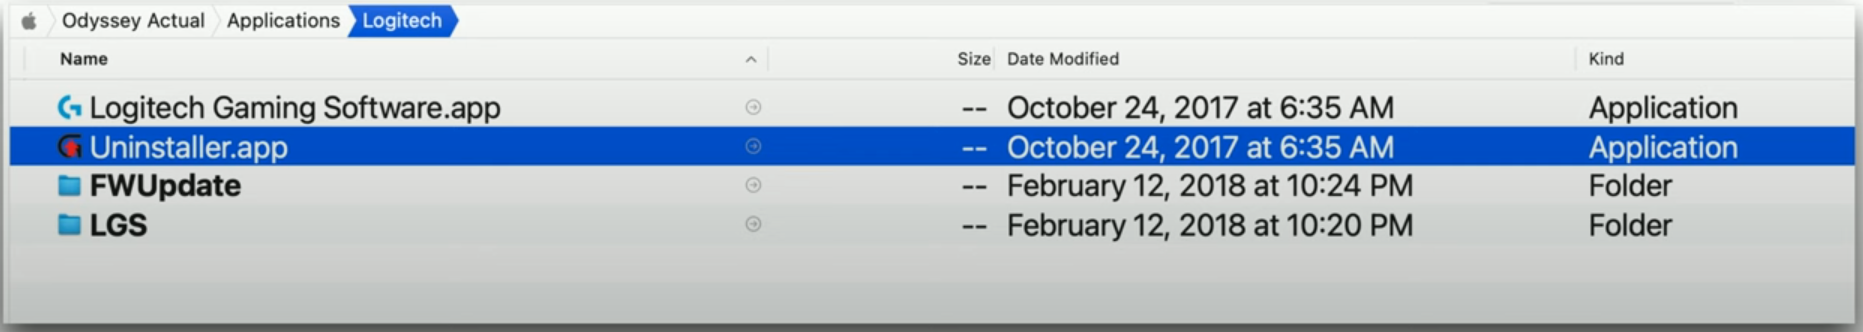 Odyssey Actual Applications Logitech
Name Size Date Modified Kind
Logitech Gaming Software.app -- October 24, 2017 at 6:35 AM Application
Uninstaller.app -- October 24, 2017 at 6:35 AM Application
FWUpdate -- February 12, 2018 at 10:24 PM Folder
LGS -- February 12, 2018 at 10:20 PM Folder